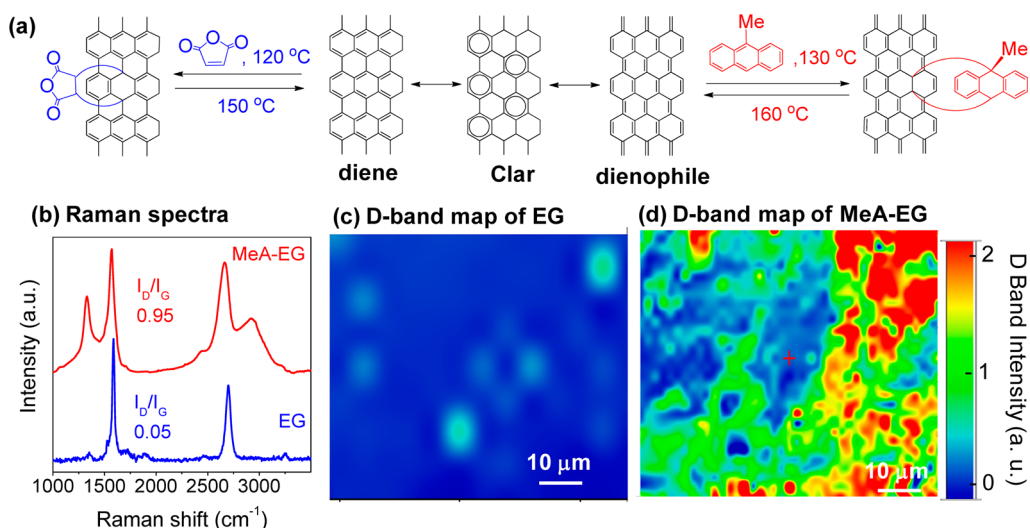 (a)
O
O
O
O
O
O
, 120 °C
150 °C
diene
Clar
dienophile
Me
,130 °C
160 °C
Me
(b) Raman spectra
MeA-EG
I_D/I_G
0.95
I_D/I_G
0.05
EG
Intensity (a.u.)
1000 1500 2000 2500 3000
Raman shift (cm⁻¹)
(c) D-band map of EG
10 μm
(d) D-band map of MeA-EG
10 μm
2
1
0
D Band Intensity (a. u.)